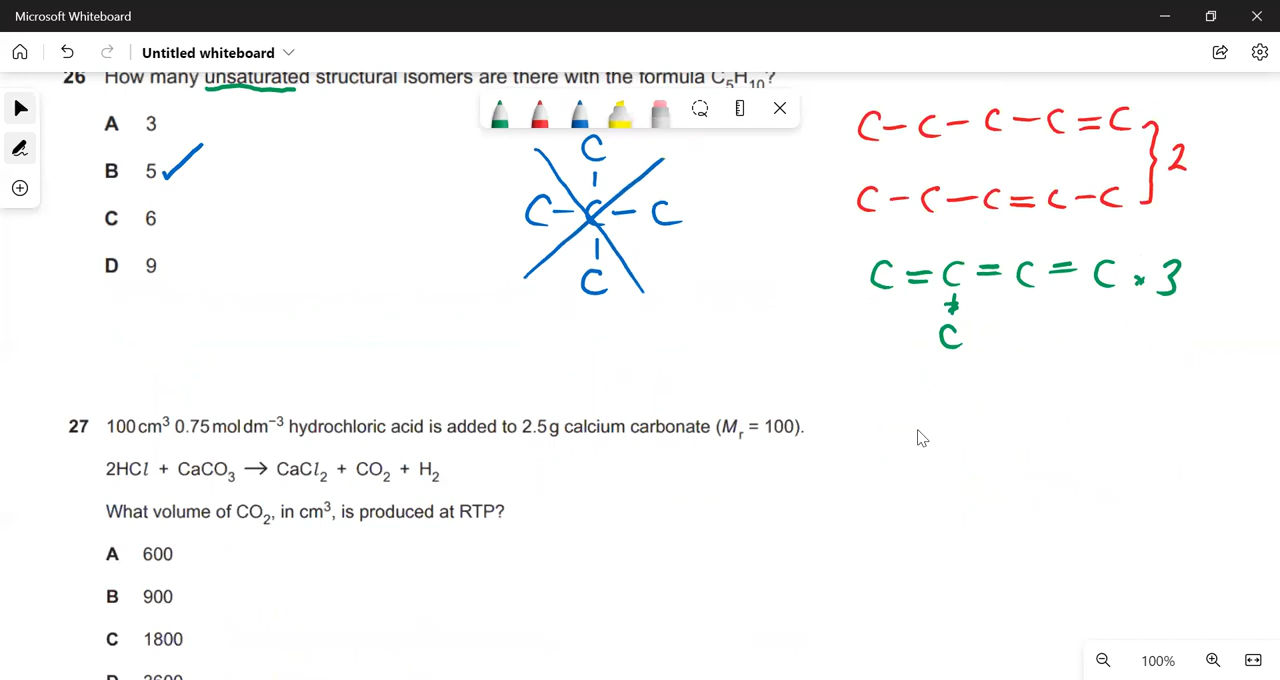 Microsoft Whiteboard
Untitled whiteboard
26 How many unsaturated structural isomers are there with the formula C₅H₁₀?
A 3
B 5
C 6
D 9
C
C – C – C
C
C – C – C – C = C
C – C – C = C – C
} 2
C = C = C = C × 3
C
27 100 cm³ 0.75 mol dm⁻³ hydrochloric acid is added to 2.5 g calcium carbonate (Mᵣ = 100).
2HCl + CaCO₃ → CaCl₂ + CO₂ + H₂
What volume of CO₂, in cm³, is produced at RTP?
A 600
B 900
C 1800
D 3600
100%